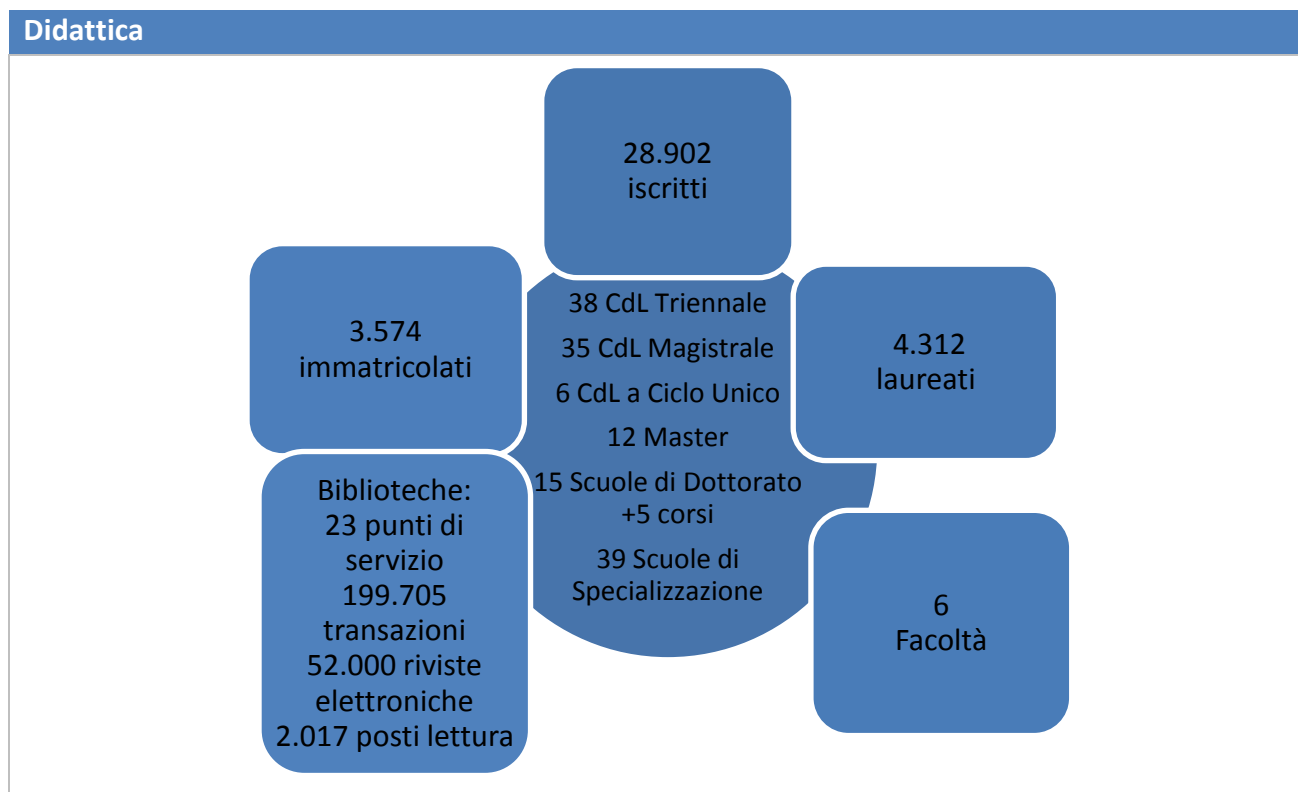 Didattica
28.902
iscritti
3.574
immatricolati
38 CdL Triennale
35 CdL Magistrale
6 CdL a Ciclo Unico
12 Master
15 Scuole di Dottorato
+5 corsi
39 Scuole di
Specializzazione
4.312
laureati
Biblioteche:
23 punti di
servizio
199.705
transazioni
52.000 riviste
elettroniche
2.017 posti lettura
6
Facoltà